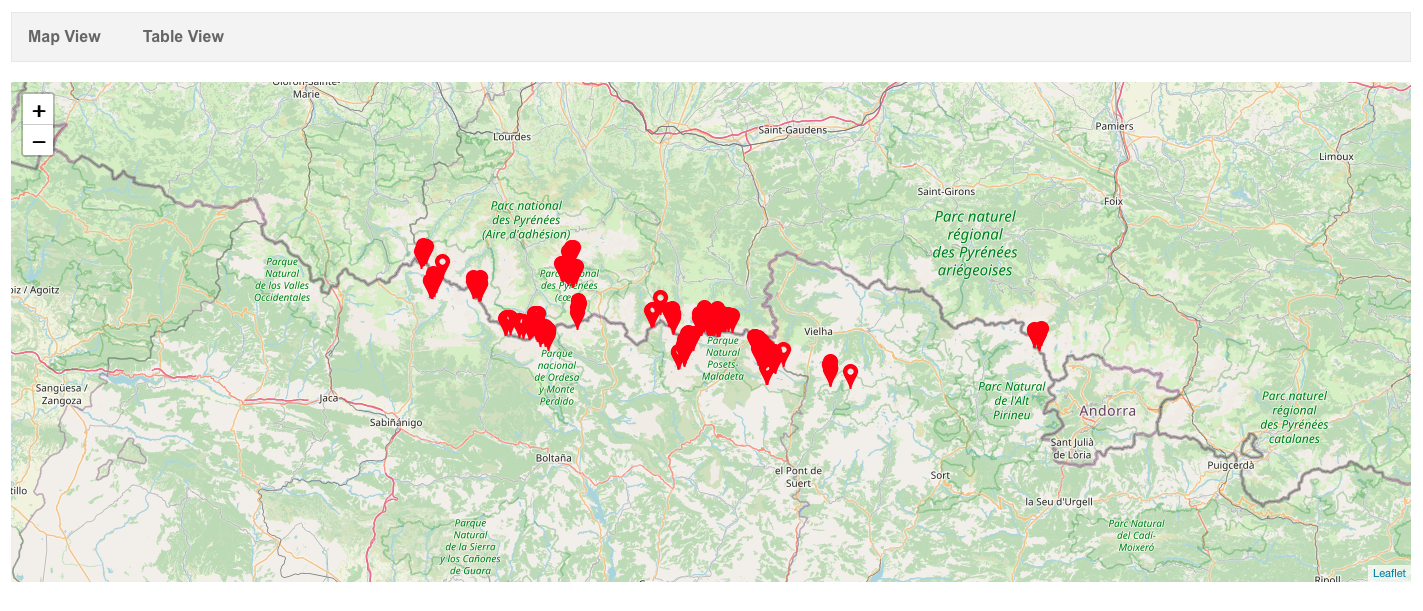 Map View
Table View
+
−
Oloron-Sainte-
Marie
Lourdes
Saint-Gaudens
Pamiers
Limoux
Saint-Girons
Foix
Parc national
des Pyrénées
(Aire d'adhésion)
Parc naturel
régional
des Pyrénées
ariégeoises
Parque
Natural
de los Valles
Occidentales
des Pyrénées
oiz / Agoitz
Vielha
Parque
Natural
Posets-
Maladeta
Parque
nacional
de Ordesa
y Monte
Perdido
Sangüesa /
Zangoza
Jaca
Sabiñánigo
Parc Natural
de l'Alt
Pirineu
Andorra
Parc naturel
régional
des Pyrénées
catalanes
Sant Julià
de Lòria
Boltaña
el Pont de
Suert
Sort
Puigcerdà
tillo
la Seu d'Urgell
Parque
Natural
de la Sierra
y los Cañones
de Guara
Parc Natural
del Cadí-
Moixeró
Ripoll
Leaflet